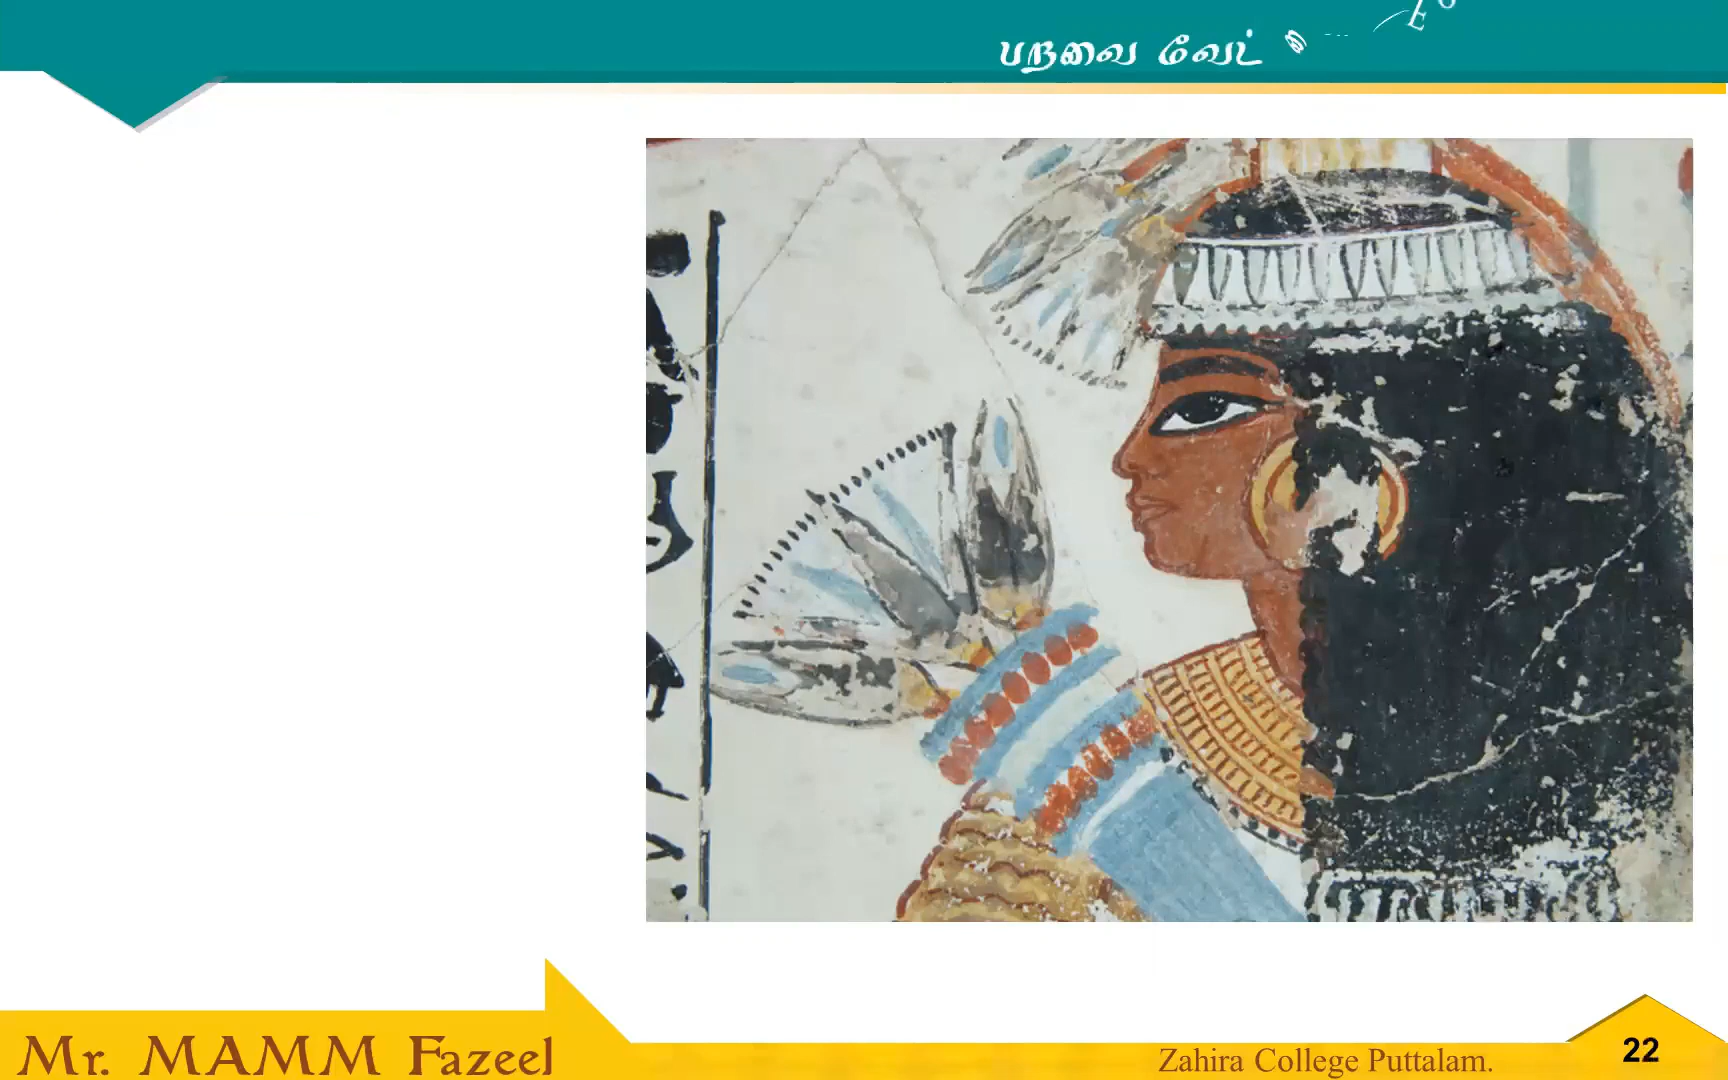 பறவை வேட்
Mr. MAMM Fazeel
Zahira College Puttalam.
22